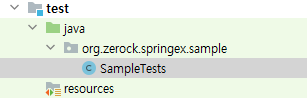 test
java
org.zerock.springex.sample
C SampleTests
resources